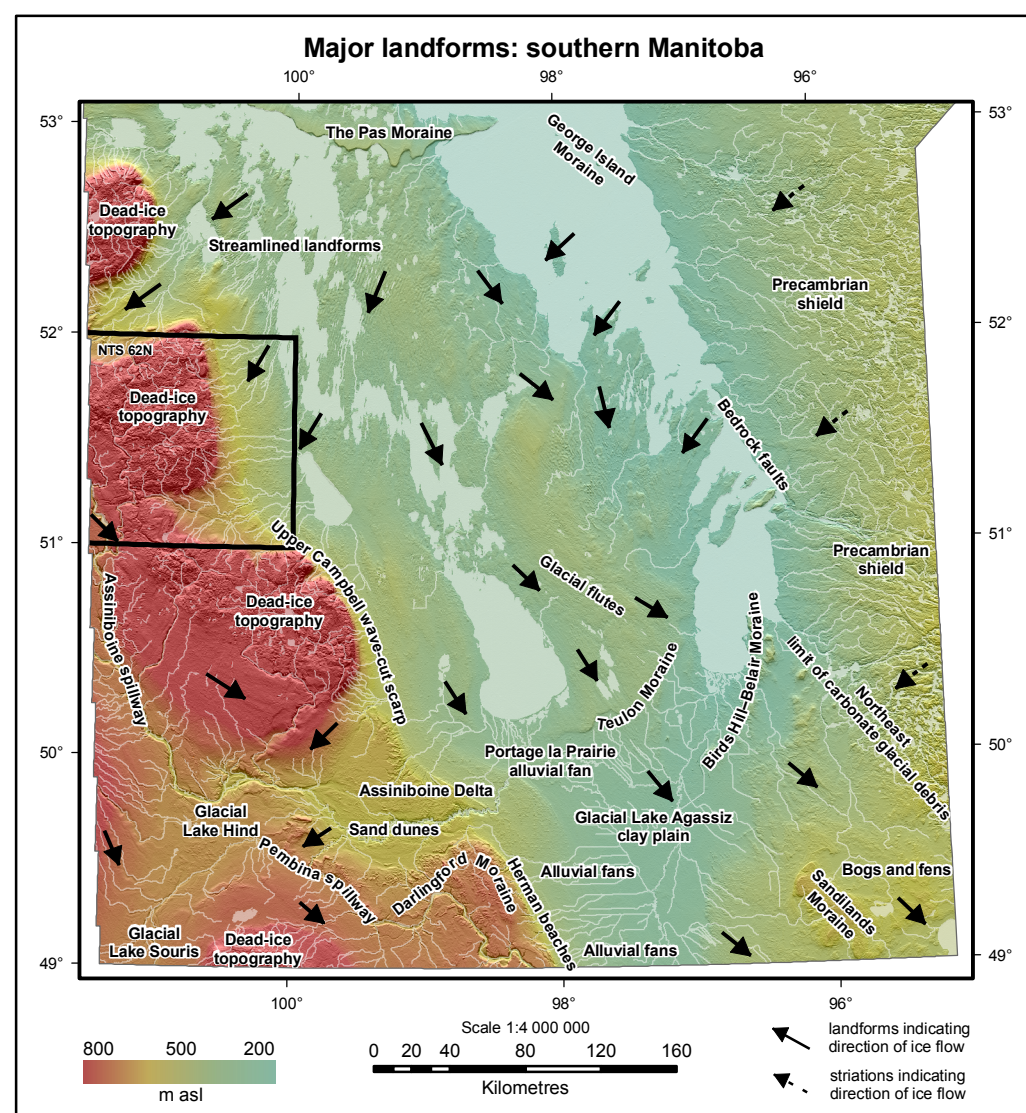 Major landforms: southern Manitoba
100°
98°
96°
53°
53°
The Pas Moraine
George Island
Moraine
Dead-ice
topography
Streamlined landforms
Precambrian
shield
52°
52°
NTS 62N
Dead-ice
topography
Bedrock faults
51°
51°
Upper Campbell wave-cut scarp
Glacial flutes
Precambrian
shield
Assiniboine spillway
Dead-ice
topography
Teulon Moraine
Birds Hill–Belair Moraine
Northeast
limit of carbonate glacial debris
50°
50°
Portage la Prairie
alluvial fan
Assiniboine Delta
Glacial
Lake Hind
Sand dunes
Glacial Lake Agassiz
clay plain
Pembina spillway
Darlingford
Moraine
Herman beaches
Alluvial fans
Bogs and fens
Sandilands
Moraine
Glacial
Lake Souris
Dead-ice
topography
Alluvial fans
49°
49°
100°
98°
96°
800
500
200
m asl
Scale 1:4 000 000
0 20 40 80 120 160
Kilometres
landforms indicating
direction of ice flow
striations indicating
direction of ice flow